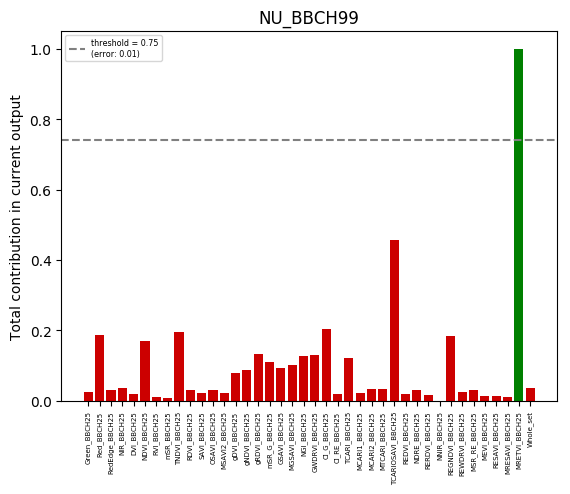 NU_BBCH99
threshold = 0.75
(error: 0.01)
Total contribution in current output
1.0
0.8
0.6
0.4
0.2
0.0
Green_BBCH25
Red_BBCH25
RedEdge_BBCH25
NIR_BBCH25
DVI_BBCH25
NDVI_BBCH25
RVI_BBCH25
mSR_BBCH25
TNDVI_BBCH25
RDVI_BBCH25
SAVI_BBCH25
OSAVI_BBCH25
MSAVI2_BBCH25
gDVI_BBCH25
gNDVI_BBCH25
gRDVI_BBCH25
mSR_G_BBCH25
GSAVI_BBCH25
MGSAVI_BBCH25
NGI_BBCH25
GWDRVI_BBCH25
CI_G_BBCH25
CI_RE_BBCH25
TCARI_BBCH25
MCARI1_BBCH25
MCARI2_BBCH25
MTCARI_BBCH25
TCARIOSAVI_BBCH25
REDVI_BBCH25
NDRE_BBCH25
RERDVI_BBCH25
NNIR_BBCH25
REGNDVI_BBCH25
REWDRVI_BBCH25
MSR_RE_BBCH25
MEVI_BBCH25
RESAVI_BBCH25
MRESAVI_BBCH25
MRETVI_BBCH25
Whole_set